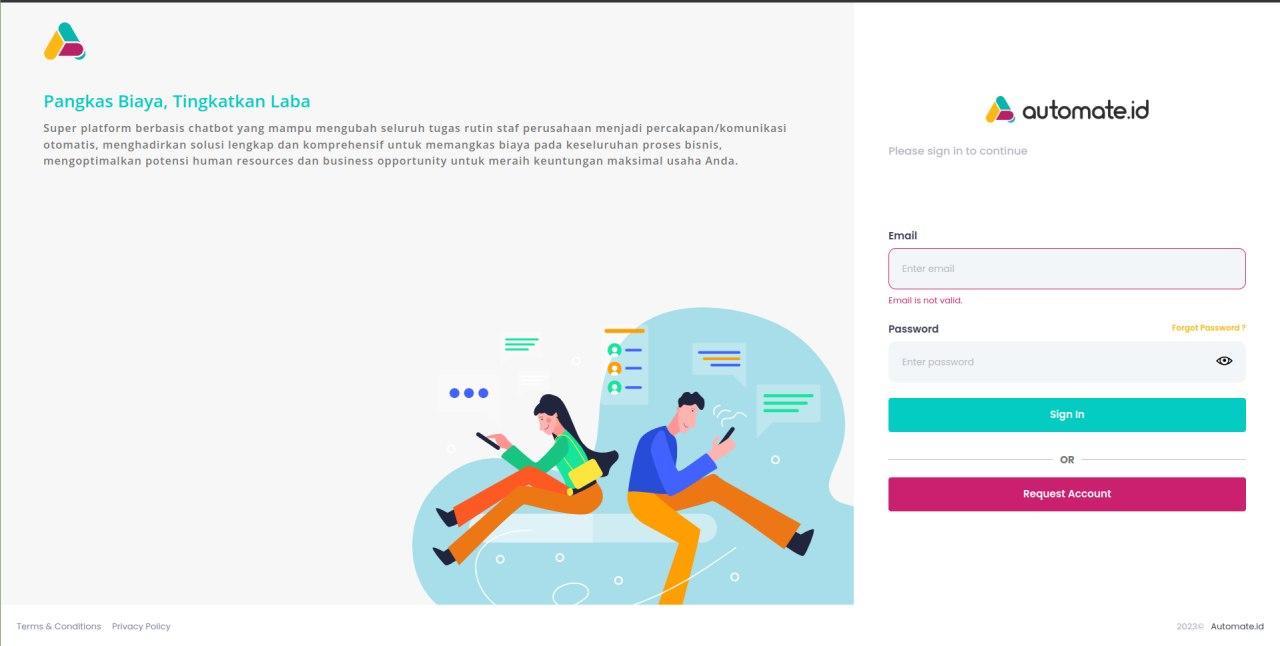 Pangkas Biaya, Tingkatkan Laba
Super platform berbasis chatbot yang mampu mengubah seluruh tugas rutin staf perusahaan menjadi percakapan/komunikasi
otomatis, menghadirkan solusi lengkap dan komprehensif untuk memangkas biaya pada keseluruhan proses bisnis,
mengoptimalkan potensi human resources dan business opportunity untuk meraih keuntungan maksimal usaha Anda.
automate.id
Please sign in to continue
Email
Enter email
Email is not valid.
Password Forgot Password ?
Enter password
Sign In
OR
Request Account
Terms & Conditions Privacy Policy
2023© Automate.id